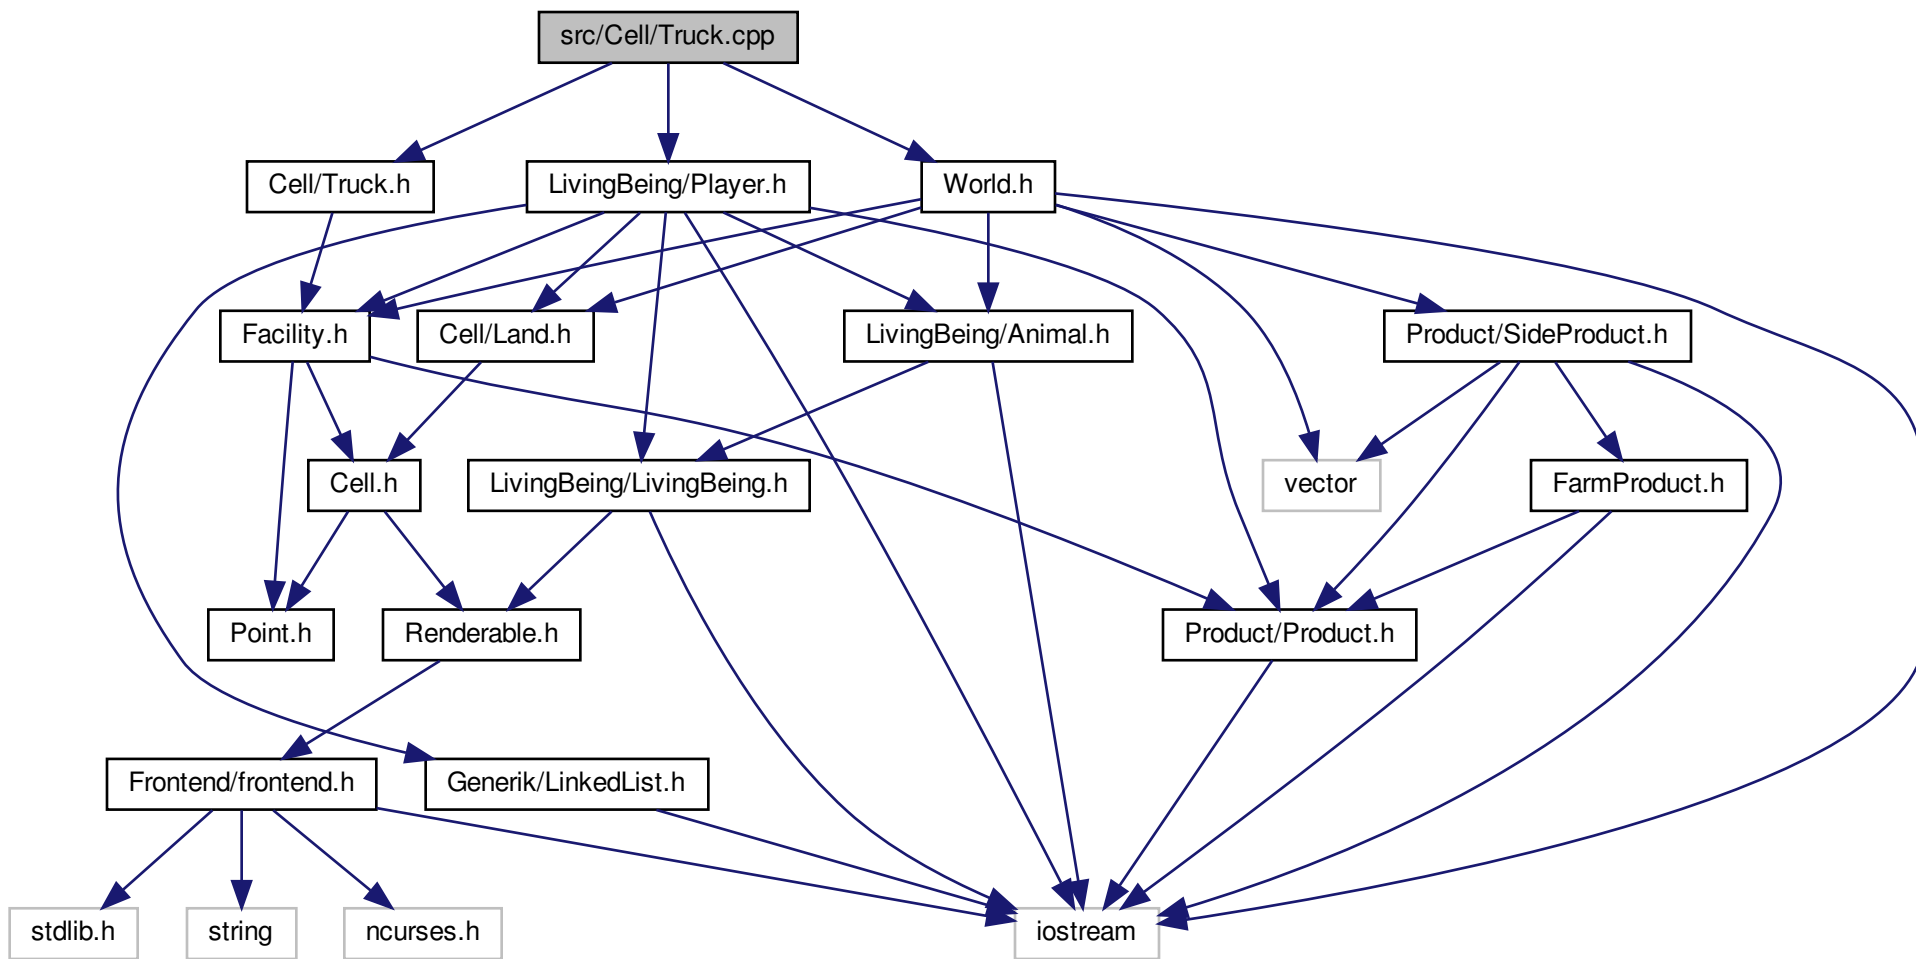 src/Cell/Truck.cpp
Cell/Truck.h
LivingBeing/Player.h
World.h
Facility.h
Cell/Land.h
LivingBeing/Animal.h
Product/SideProduct.h
Cell.h
LivingBeing/LivingBeing.h
vector
FarmProduct.h
Point.h
Renderable.h
Product/Product.h
Frontend/frontend.h
Generik/LinkedList.h
stdlib.h
string
ncurses.h
iostream